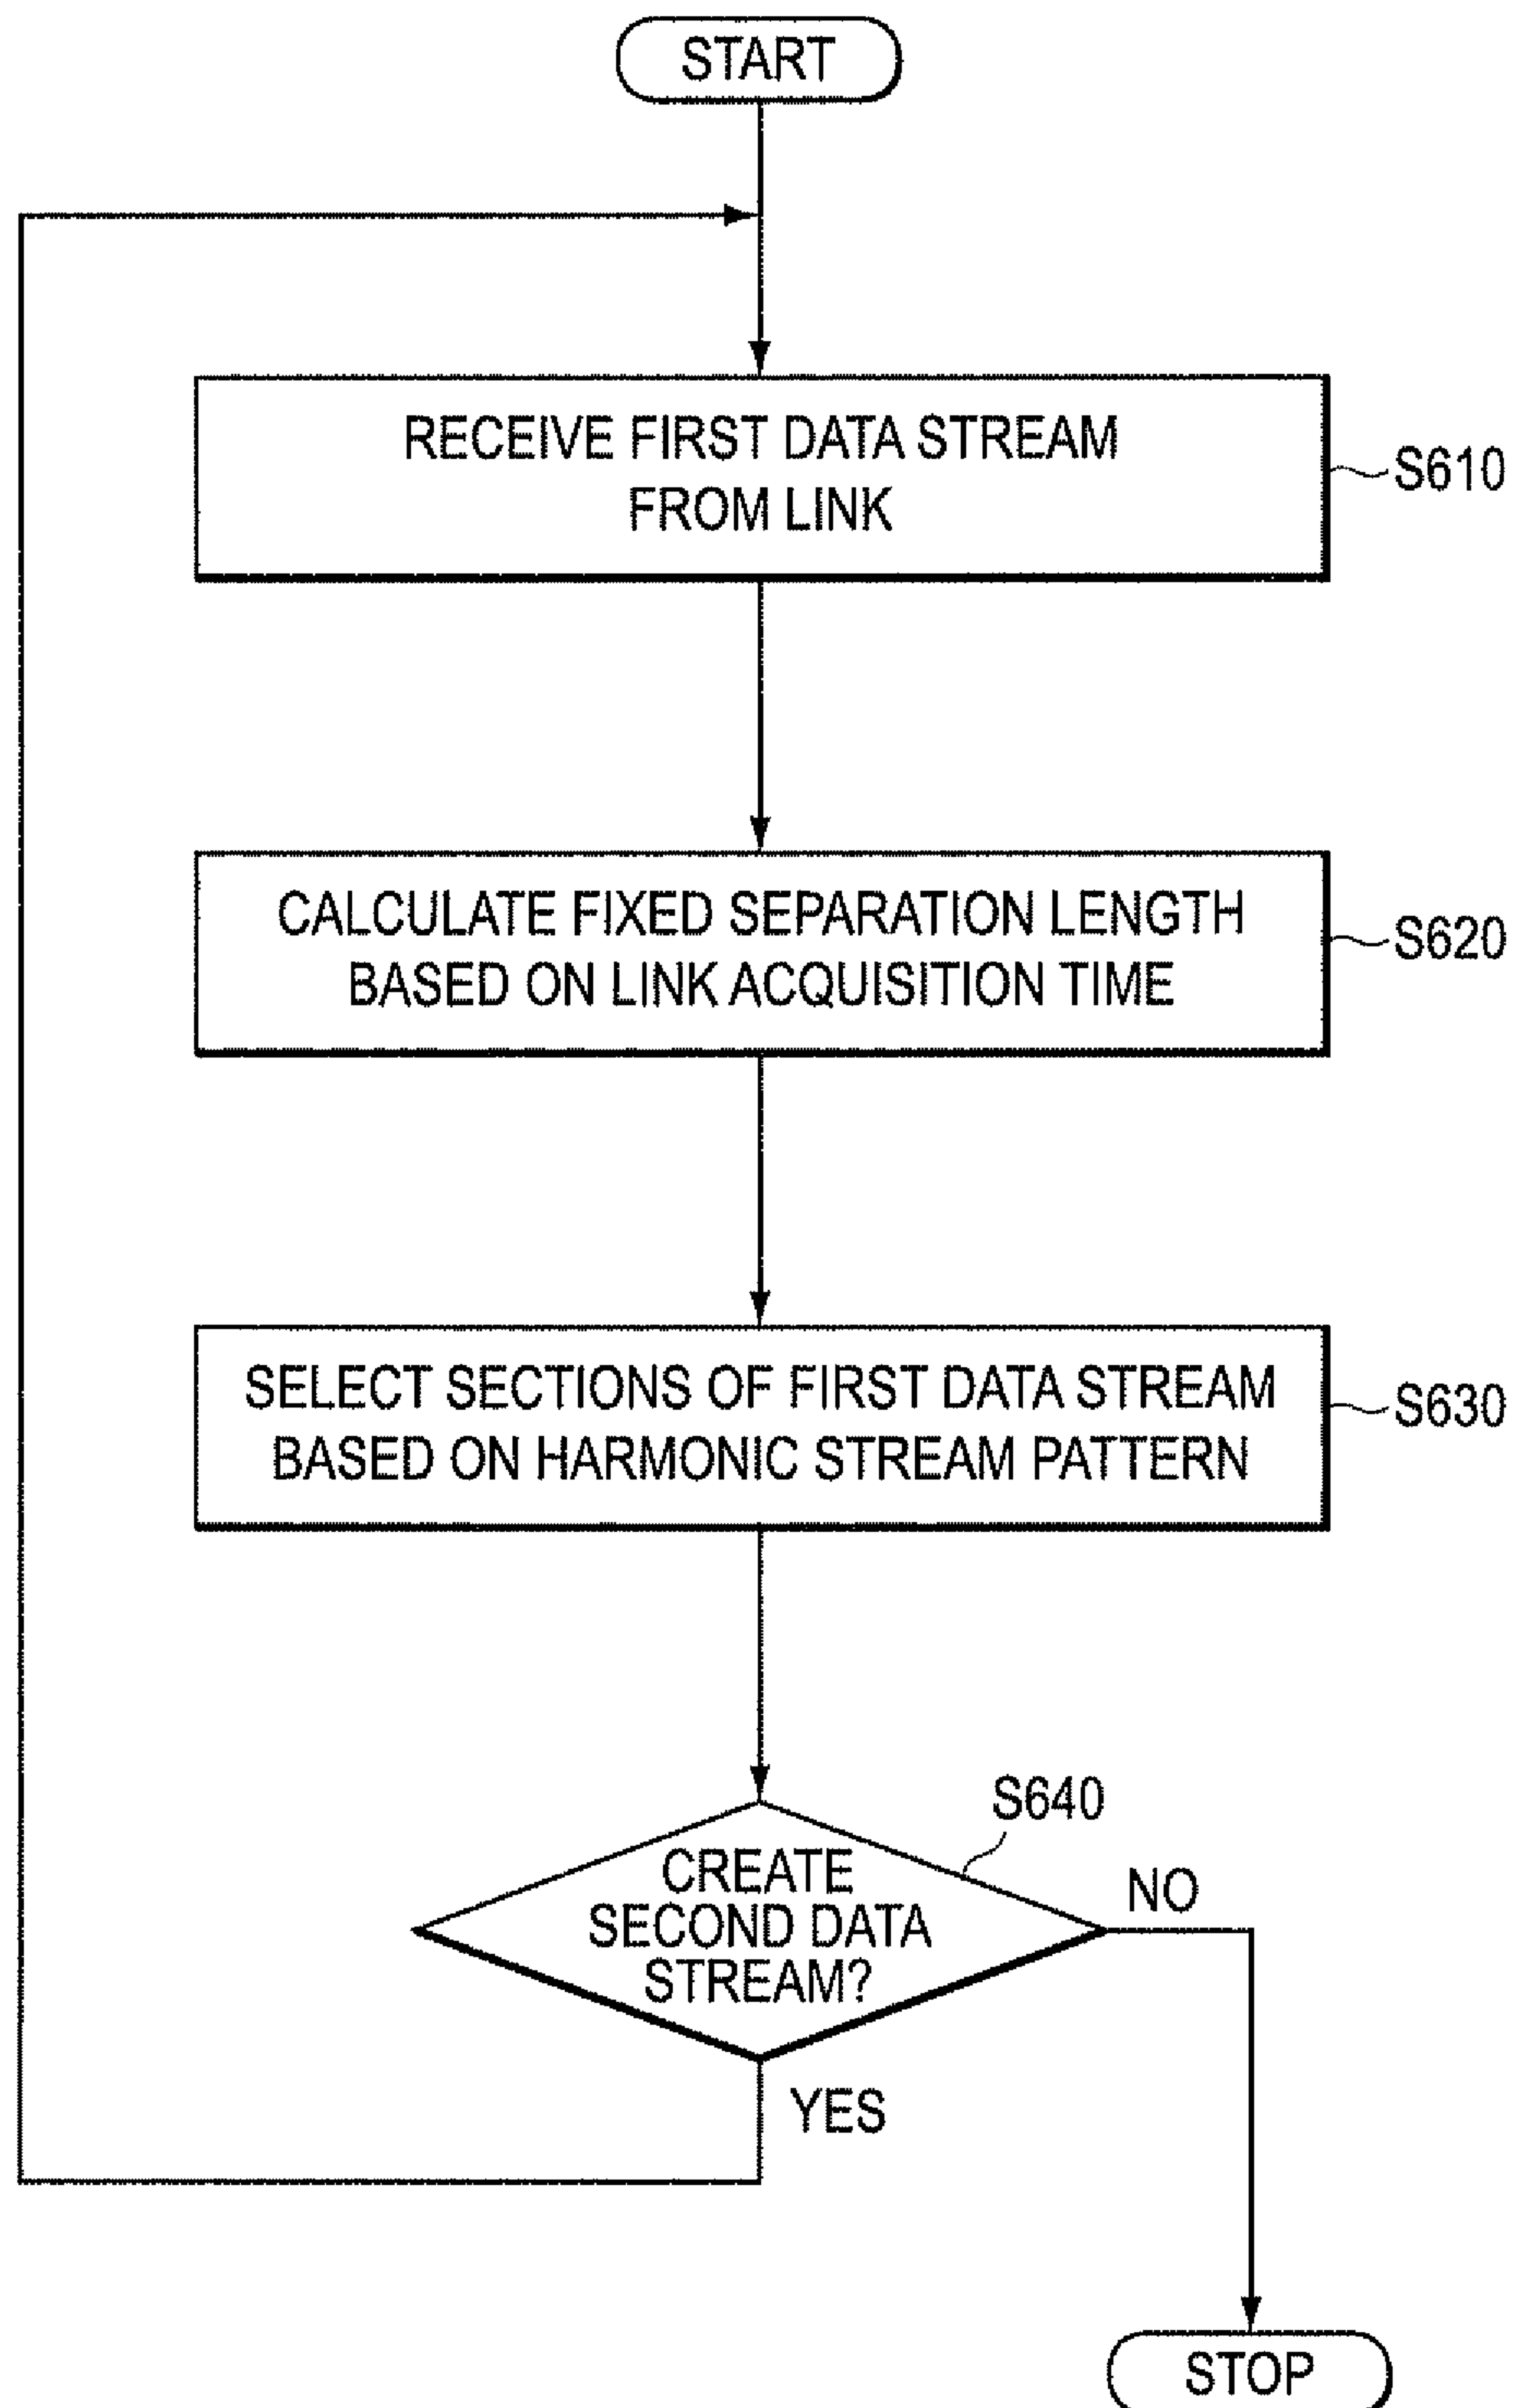 START
RECEIVE FIRST DATA STREAM
FROM LINK
S610
CALCULATE FIXED SEPARATION LENGTH
BASED ON LINK ACQUISITION TIME
S620
SELECT SECTIONS OF FIRST DATA STREAM
BASED ON HARMONIC STREAM PATTERN
S630
S640
CREATE
SECOND DATA
STREAM?
NO
YES
STOP